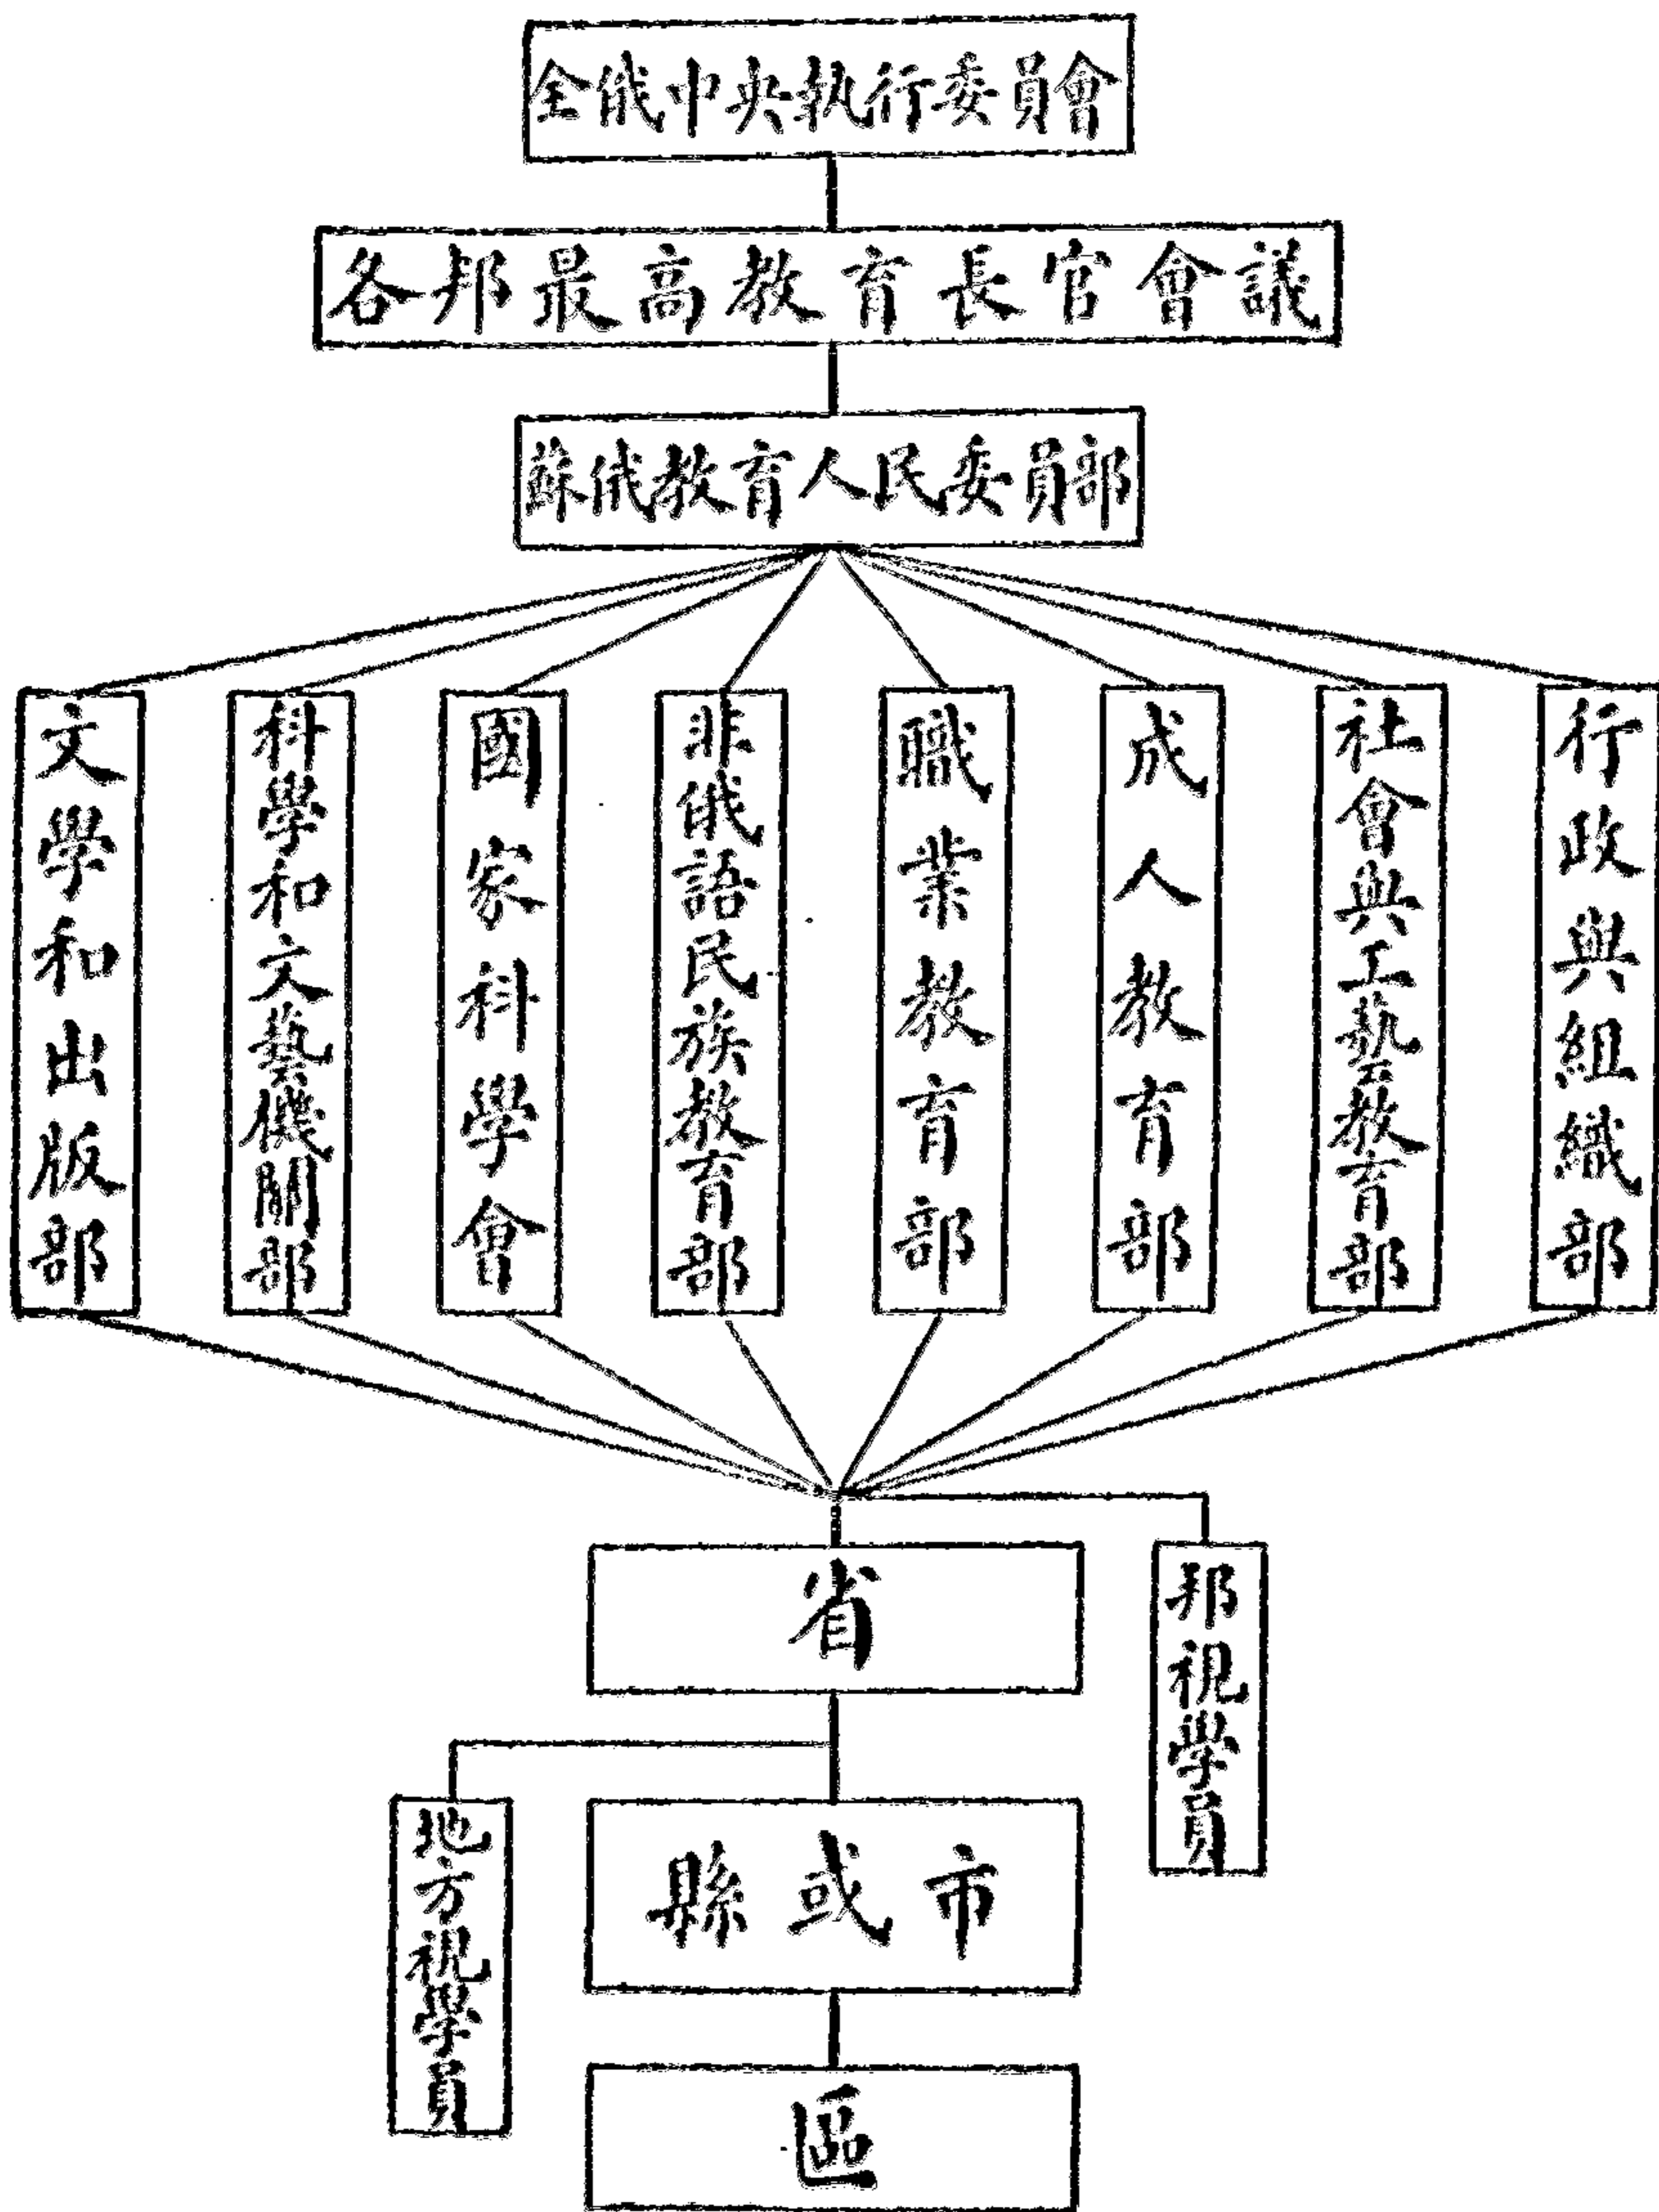 全俄中央執行委員會
各邦最高教育長官會議
蘇俄教育人民委員部
文學和出版部
科學和文藝機關部
國家科學會
非俄語民族教育部
職業教育部
成人教育部
社會與工藝教育部
行政與組織部
省
邦視學員
地方視學員
縣或市
區